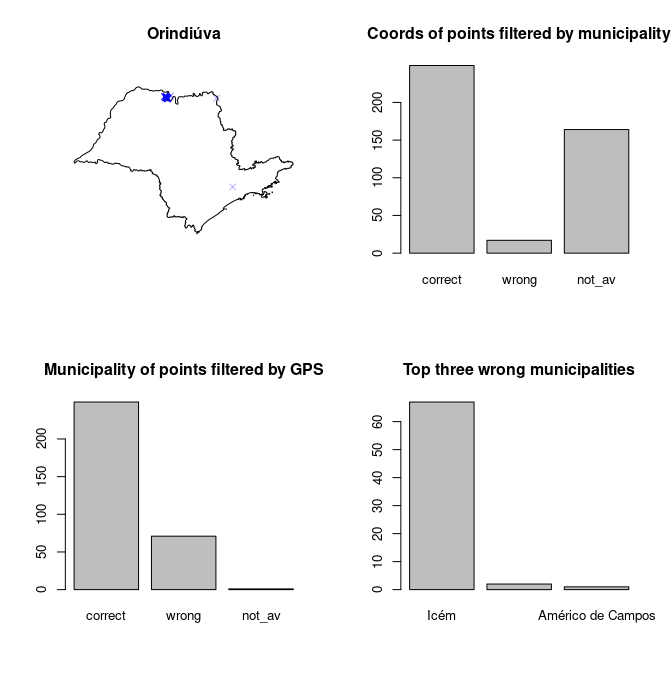 Orindiúva
Coords of points filtered by municipality
200
150
100
50
0
correct wrong not_av
Municipality of points filtered by GPS
200
150
100
50
0
correct wrong not_av
Top three wrong municipalities
60
50
40
30
20
10
0
Icém Américo de Campos